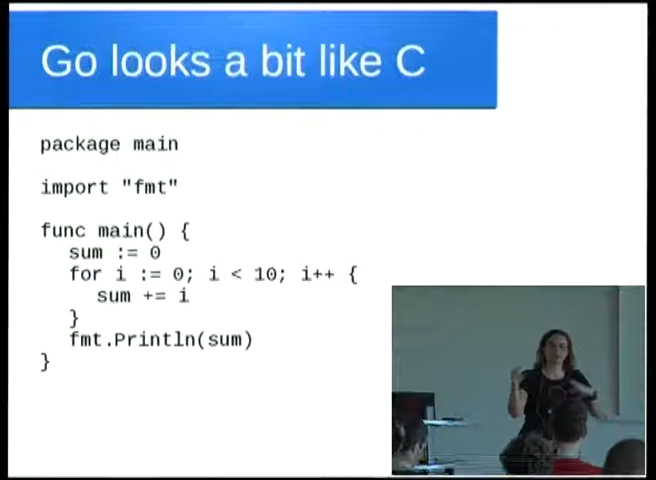 Go looks a bit like C
package main
import "fmt"
func main() {
sum := 0
for i := 0; i < 10; i++ {
sum += i
}
fmt.Println(sum)
}